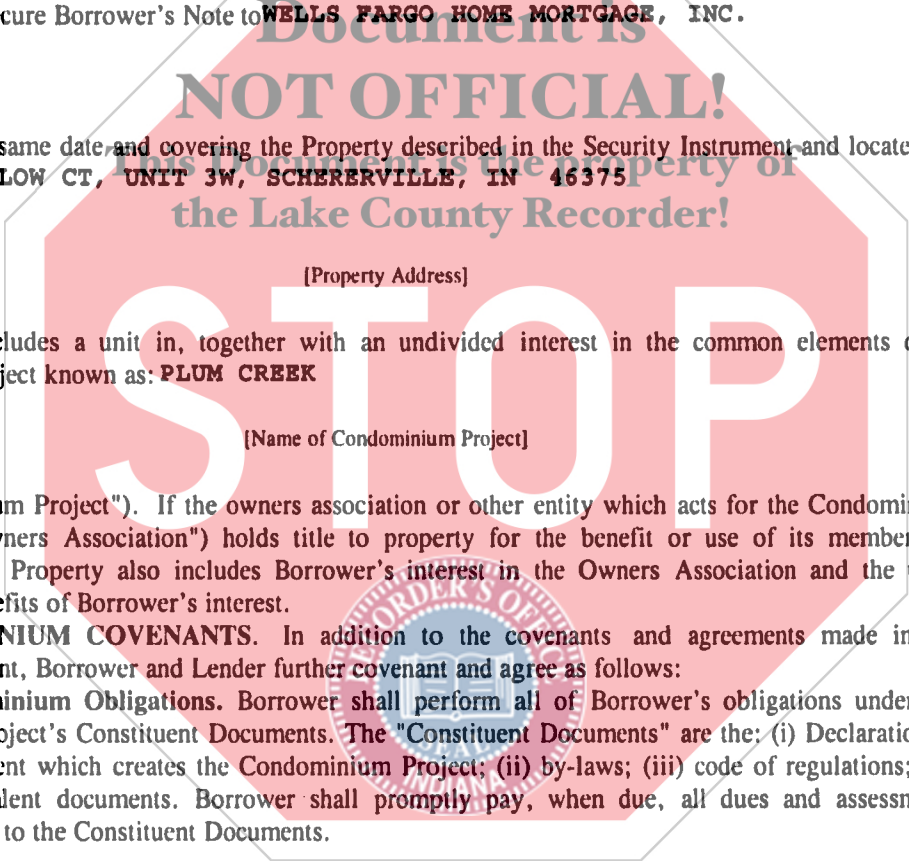 cure Borrower's Note to WELLS FARGO HOME MORTGAGE, INC.
Document is
NOT OFFICIAL!
same date and covering the Property described in the Security Instrument and locate
This Document is the property of
LOW CT, UNIT 3W, SCHERERVILLE, IN 46375
the Lake County Recorder!
[Property Address]
STOP
cludes a unit in, together with an undivided interest in the common elements
ject known as: PLUM CREEK
[Name of Condominium Project]
m Project"). If the owners association or other entity which acts for the Condomi
ners Association") holds title to property for the benefit or use of its member
Property also includes Borrower's interest in the Owners Association and the
efits of Borrower's interest.
RECORDER'S OFFICE
NIUM COVENANTS. In addition to the covenants and agreements made in
nt, Borrower and Lender further covenant and agree as follows:
inium Obligations. Borrower shall perform all of Borrower's obligations under
oject's Constituent Documents. The "Constituent Documents" are the: (i) Declaratio
SEAL
ent which creates the Condominium Project; (ii) by-laws; (iii) code of regulations;
INDIANA
lent documents. Borrower shall promptly pay, when due, all dues and assessm
to the Constituent Documents.